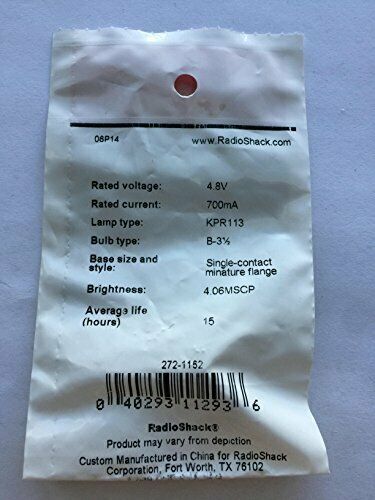 08P14 www.RadioShack.com
Rated voltage: 4.8V
Rated current: 700mA
Lamp type: KPR113
Bulb type: B-3½
Base size and style: Single-contact minature flange
Brightness: 4.06MSCP
Average life (hours) 15
272-1162
0 40293 11293 6
RadioShack®
Product may vary from depiction
Custom Manufactured in China for RadioShack
Corporation, Fort Worth, TX 76102